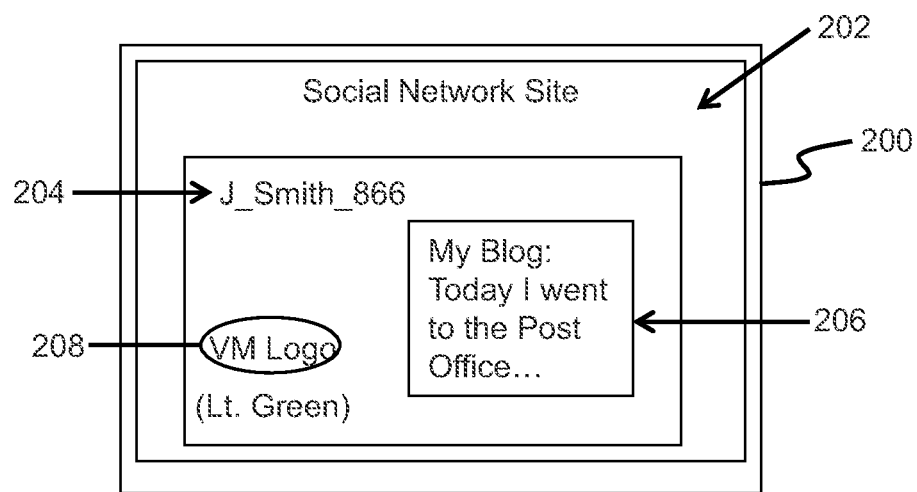 202
Social Network Site
200
204
J_Smith_866
My Blog:
Today I went
to the Post
Office...
206
208
VM Logo
(Lt. Green)